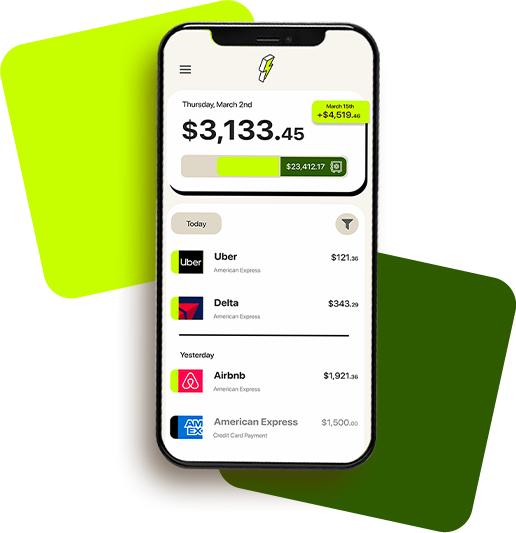 Thursday, March 2nd
March 15th
+$4,519.46
$3,133.45
$23,412.17
Today
Uber
Uber
$121.36
American Express
Delta
$343.29
American Express
Yesterday
Airbnb
$1,921.36
American Express
AM
EX
American Express
$1,500.00
Credit Card Payment